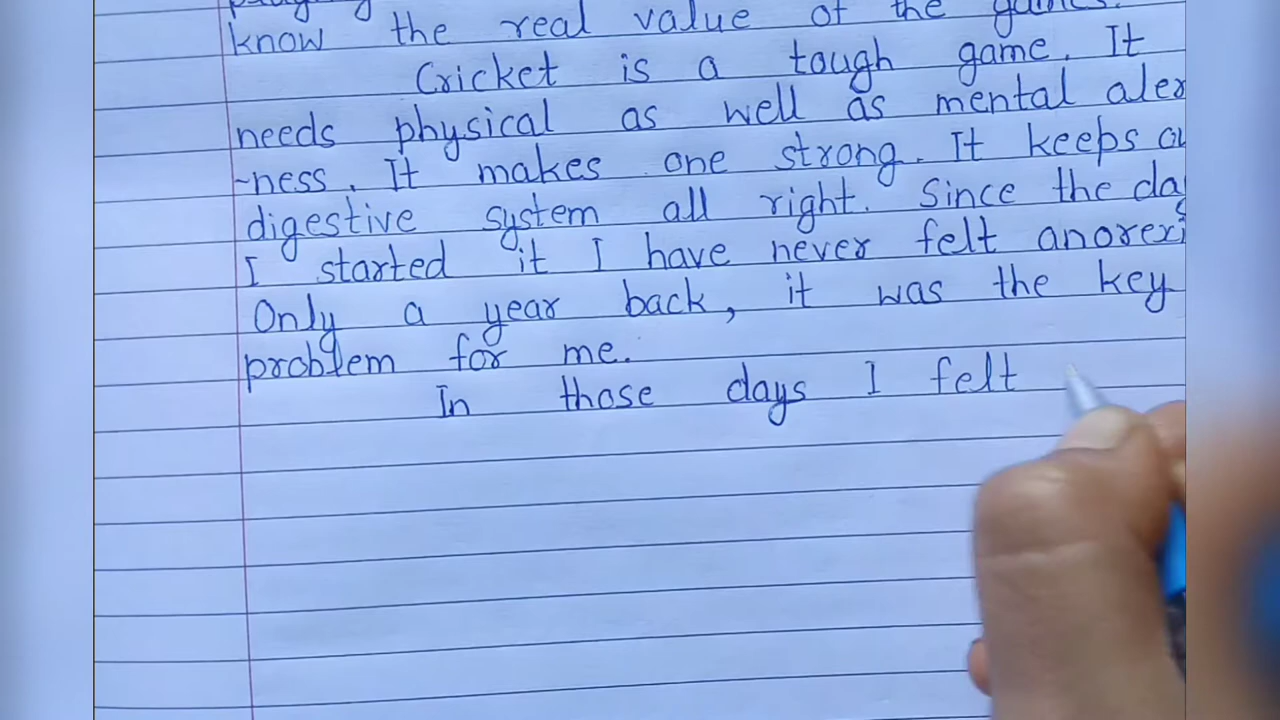 know the real value of the games.
Cricket is a tough game. It
needs physical as well as mental aler
~ness. It makes one strong. It keeps
digestive system all right. Since the da
I started it I have never felt anorexi
Only a year back, it was the key
problem for me.
In those days I felt